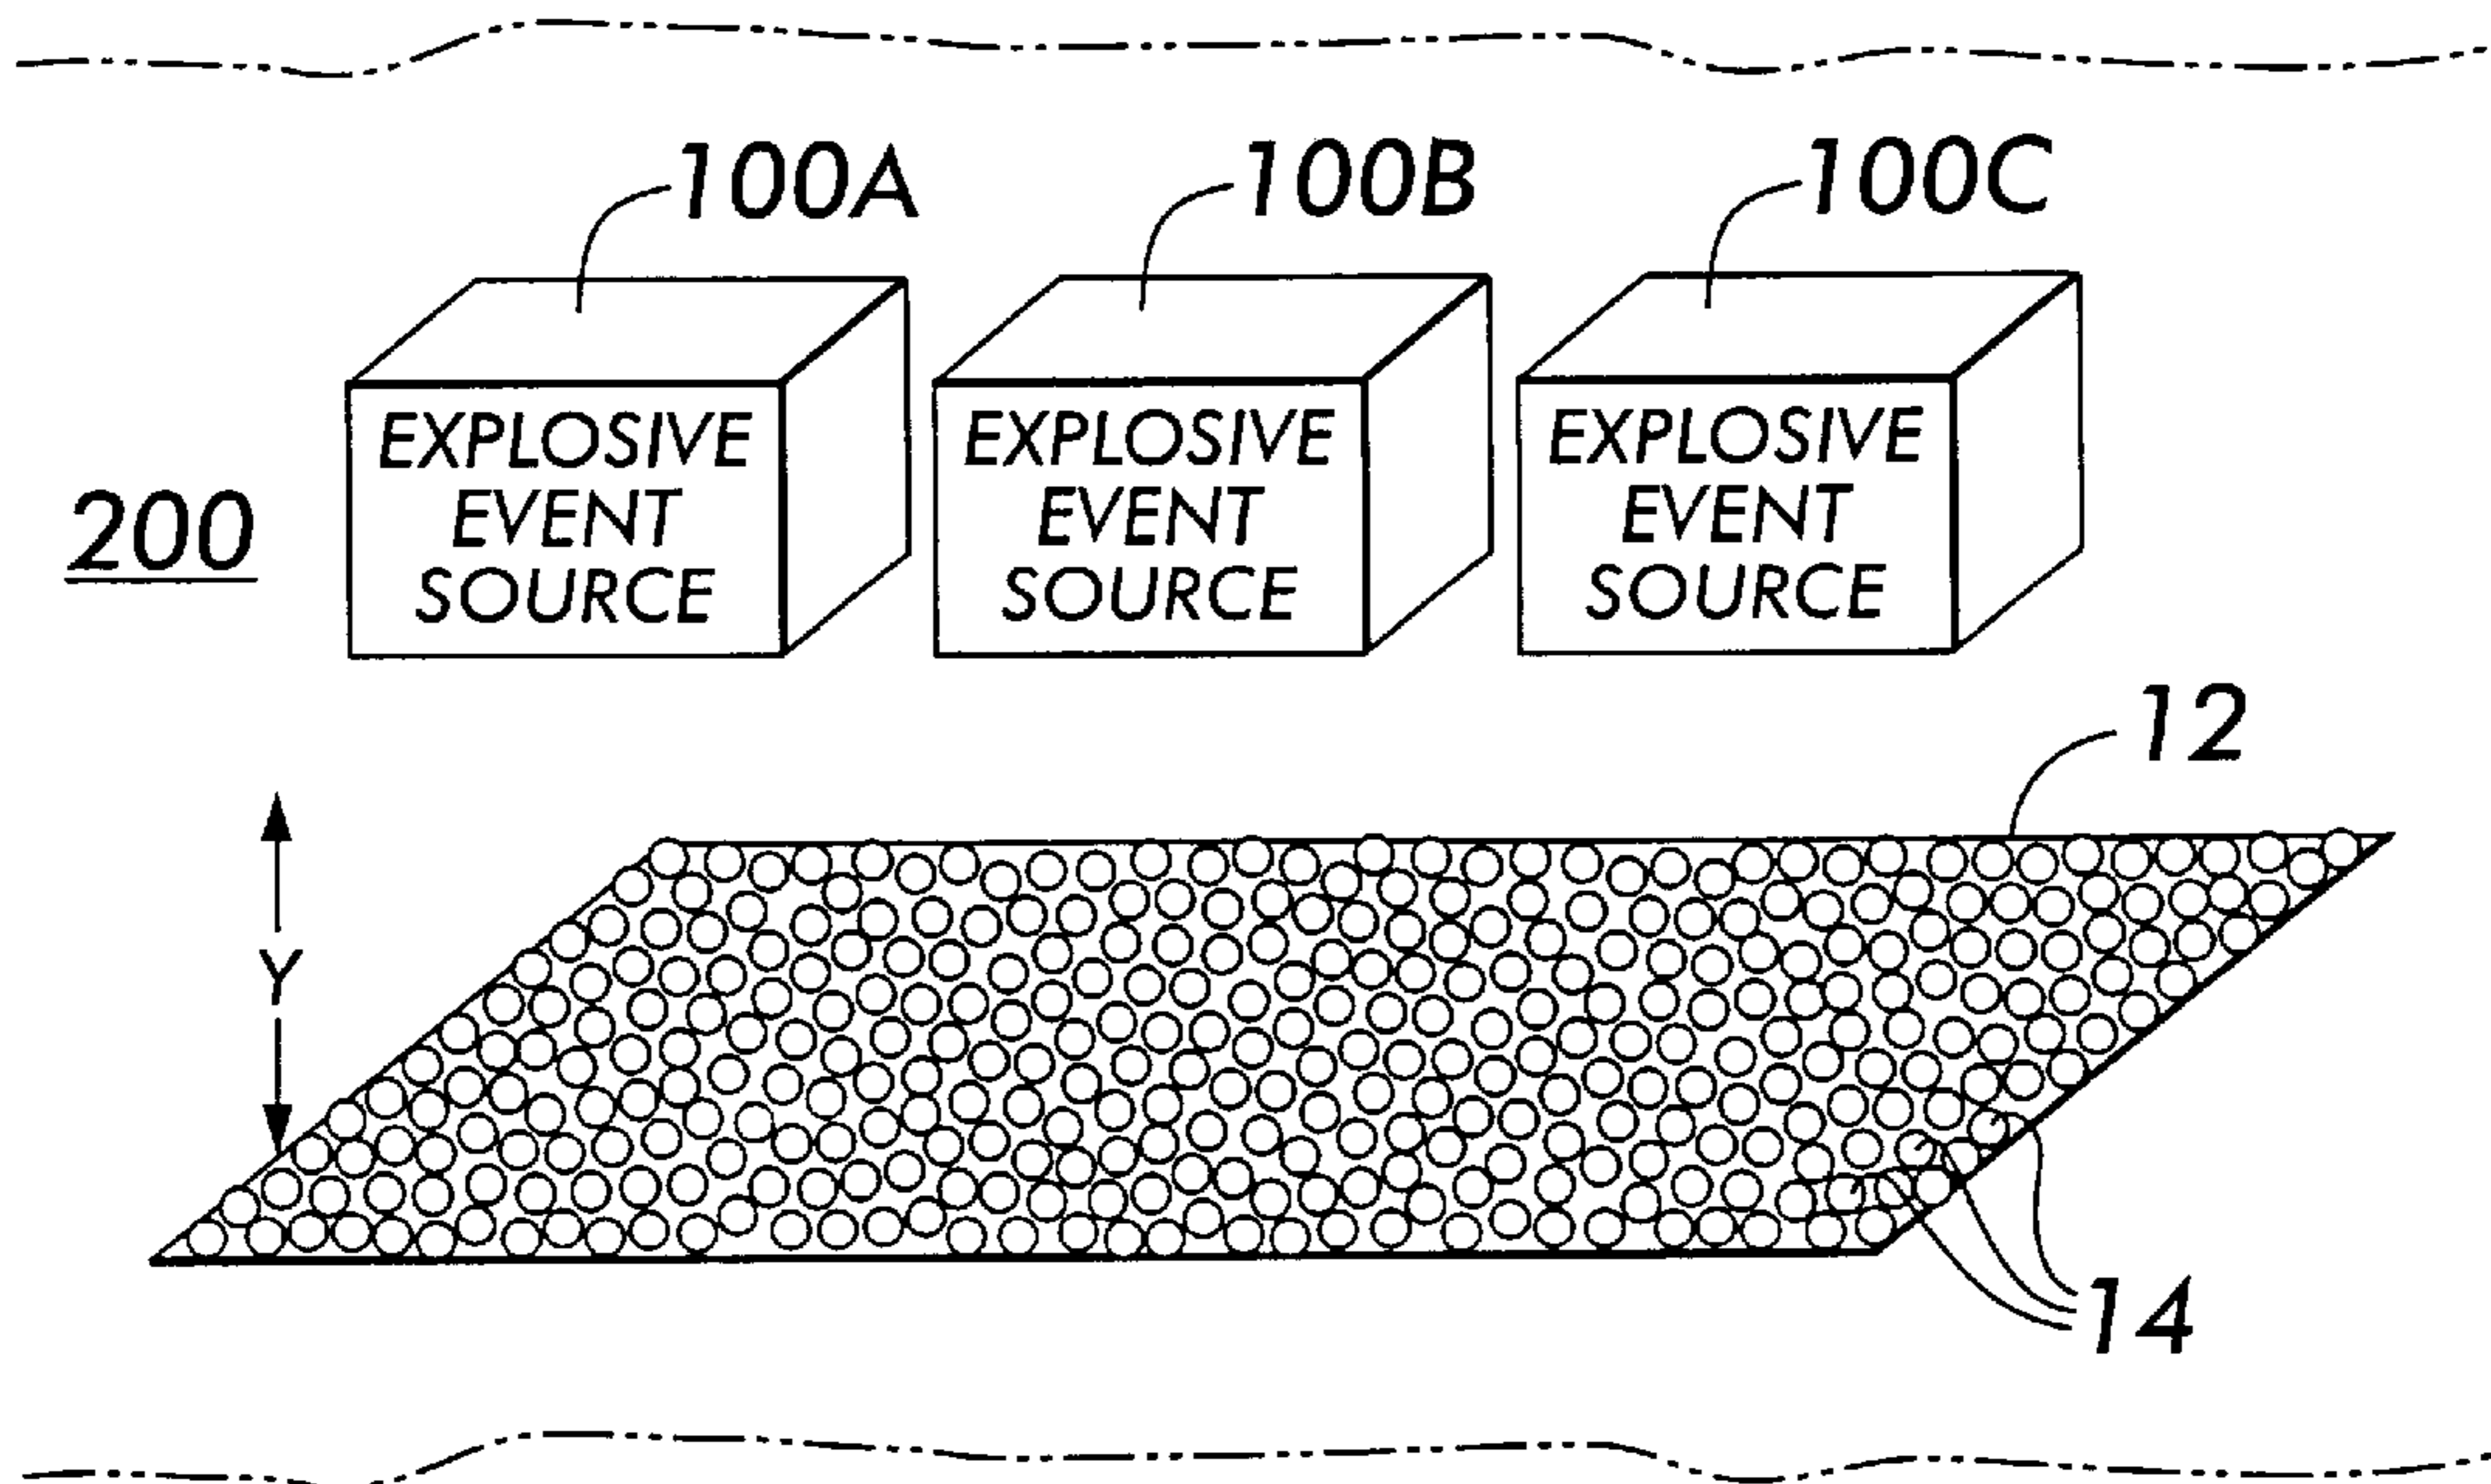 100A
100B
100C
EXPLOSIVE
EVENT
SOURCE
EXPLOSIVE
EVENT
SOURCE
EXPLOSIVE
EVENT
SOURCE
200
12
Y
14